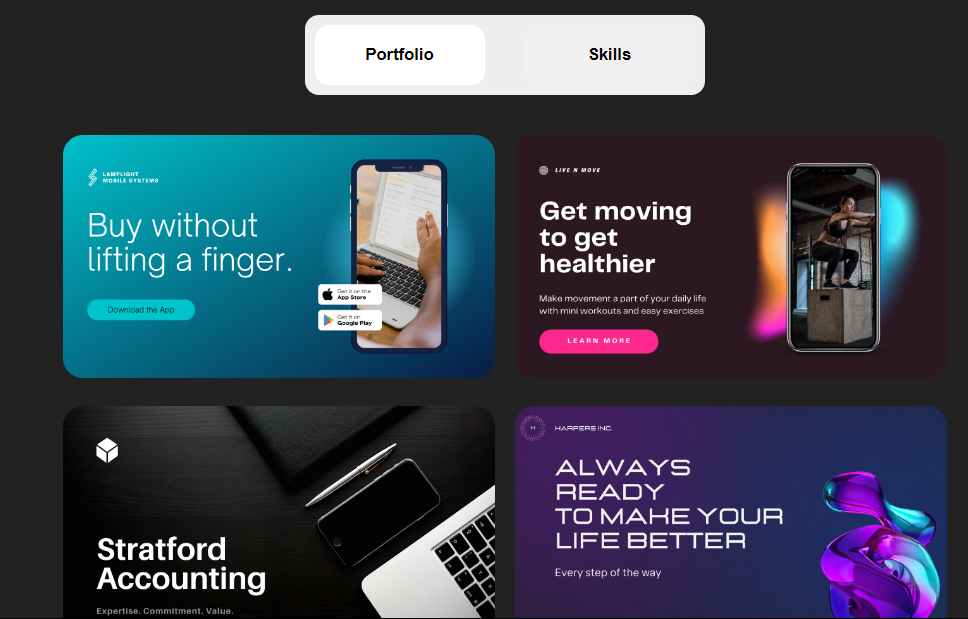 Portfolio
Skills
LAMPLIGHT
MOBILE SYSTEMS
Buy without
lifting a finger.
Download the App
Get it on the
App Store
Get it on
Google Play
LIVE N MOVE
Get moving
to get
healthier
Make movement a part of your daily life
with mini workouts and easy exercises
LEARN MORE
Stratford
Accounting
Expertise. Commitment. Value.
H
HARPERS INC.
ALWAYS
READY
TO MAKE YOUR
LIFE BETTER
Every step of the way